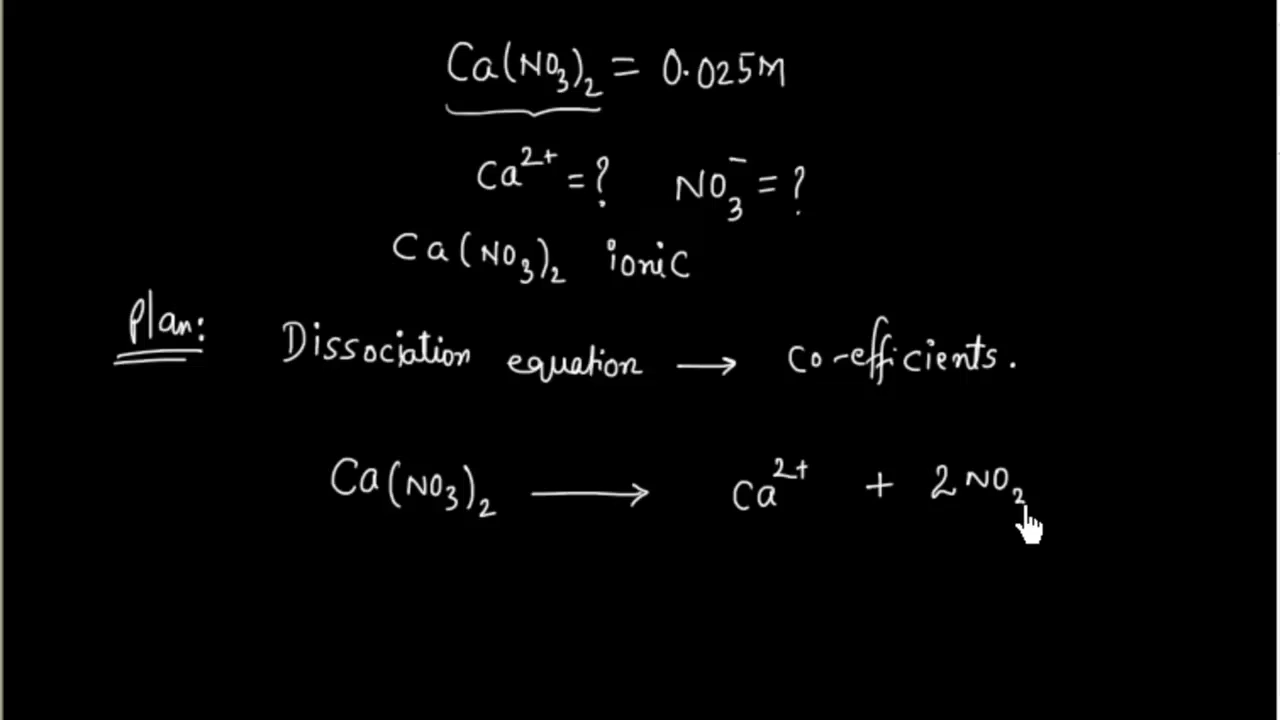 Ca(NO₃)₂ = 0.025M
Ca²⁺ = ? NO₃⁻ = ?
Ca(NO₃)₂ ionic
Plan: Dissociation equation → Co-efficients.
Ca(NO₃)₂ → Ca²⁺ + 2NO₂